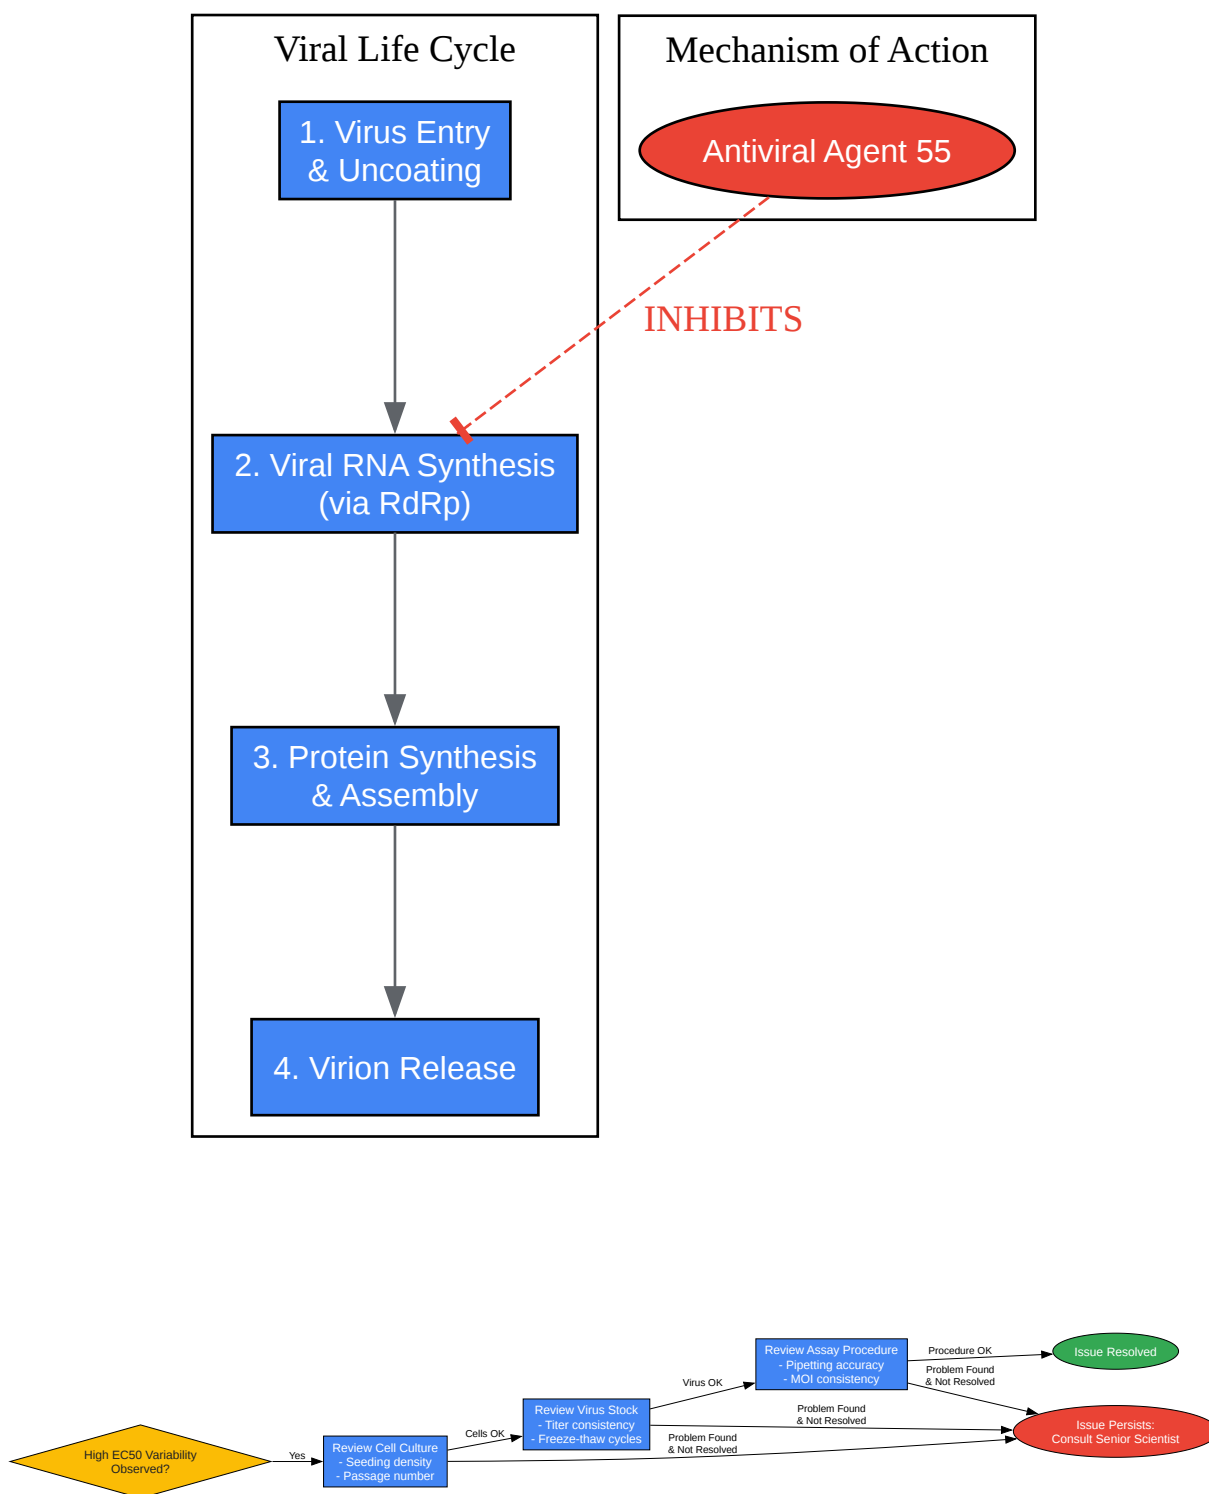 Viral Life Cycle
1. Virus Entry
& Uncoating
2. Viral RNA Synthesis
(via RdRp)
3. Protein Synthesis
& Assembly
4. Virion Release
Mechanism of Action
Antiviral Agent 55
INHIBITS
High EC50 Variability
Observed?
Yes
Review Cell Culture
- Seeding density
- Passage number
Cells OK
Review Virus Stock
- Titer consistency
- Freeze-thaw cycles
Virus OK
Review Assay Procedure
- Pipetting accuracy
- MOI consistency
Procedure OK
Issue Resolved
Problem Found
& Not Resolved
Problem Found
& Not Resolved
Problem Found
& Not Resolved
Issue Persists:
Consult Senior Scientist